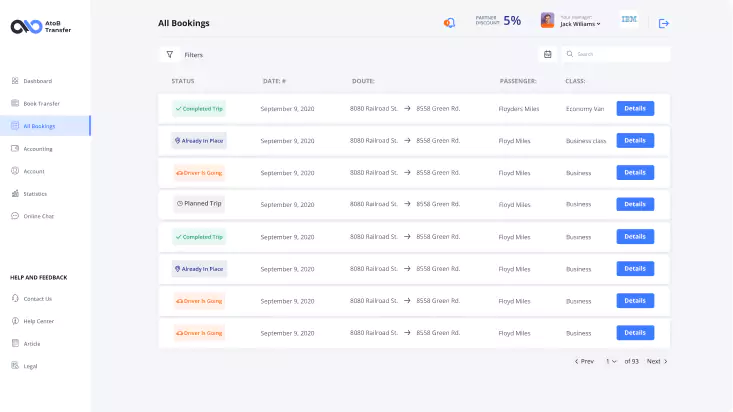 AtoB
Transfer
All Bookings
PARTNER
DISCOUNT
5%
Your manager
Jack Wiliams
IBM
Dashboard
Book Transfer
All Bookings
Accounting
Account
Statistics
Online Chat
HELP AND FEEDBACK
Contact Us
Help Center
Article
Legal
Filters
Search
STATUS DATE: # DOUTE: PASSENGER: CLASS:
Completed Trip September 9, 2020 8080 Railroad St. → 8558 Green Rd. Floyders Miles Economy Van Details
Already In Place September 9, 2020 8080 Railroad St. → 8558 Green Rd. Floyd Miles Business class Details
Driver Is Going September 9, 2020 8080 Railroad St. → 8558 Green Rd. Floyd Miles Business Details
Planned Trip September 9, 2020 8080 Railroad St. → 8558 Green Rd. Floyd Miles Business Details
Completed Trip September 9, 2020 8080 Railroad St. → 8558 Green Rd. Floyd Miles Business Details
Already In Place September 9, 2020 8080 Railroad St. → 8558 Green Rd. Floyd Miles Business Details
Driver Is Going September 9, 2020 8080 Railroad St. → 8558 Green Rd. Floyd Miles Business Details
Driver Is Going September 9, 2020 8080 Railroad St. → 8558 Green Rd. Floyd Miles Business Details
Prev 1 of 93 Next